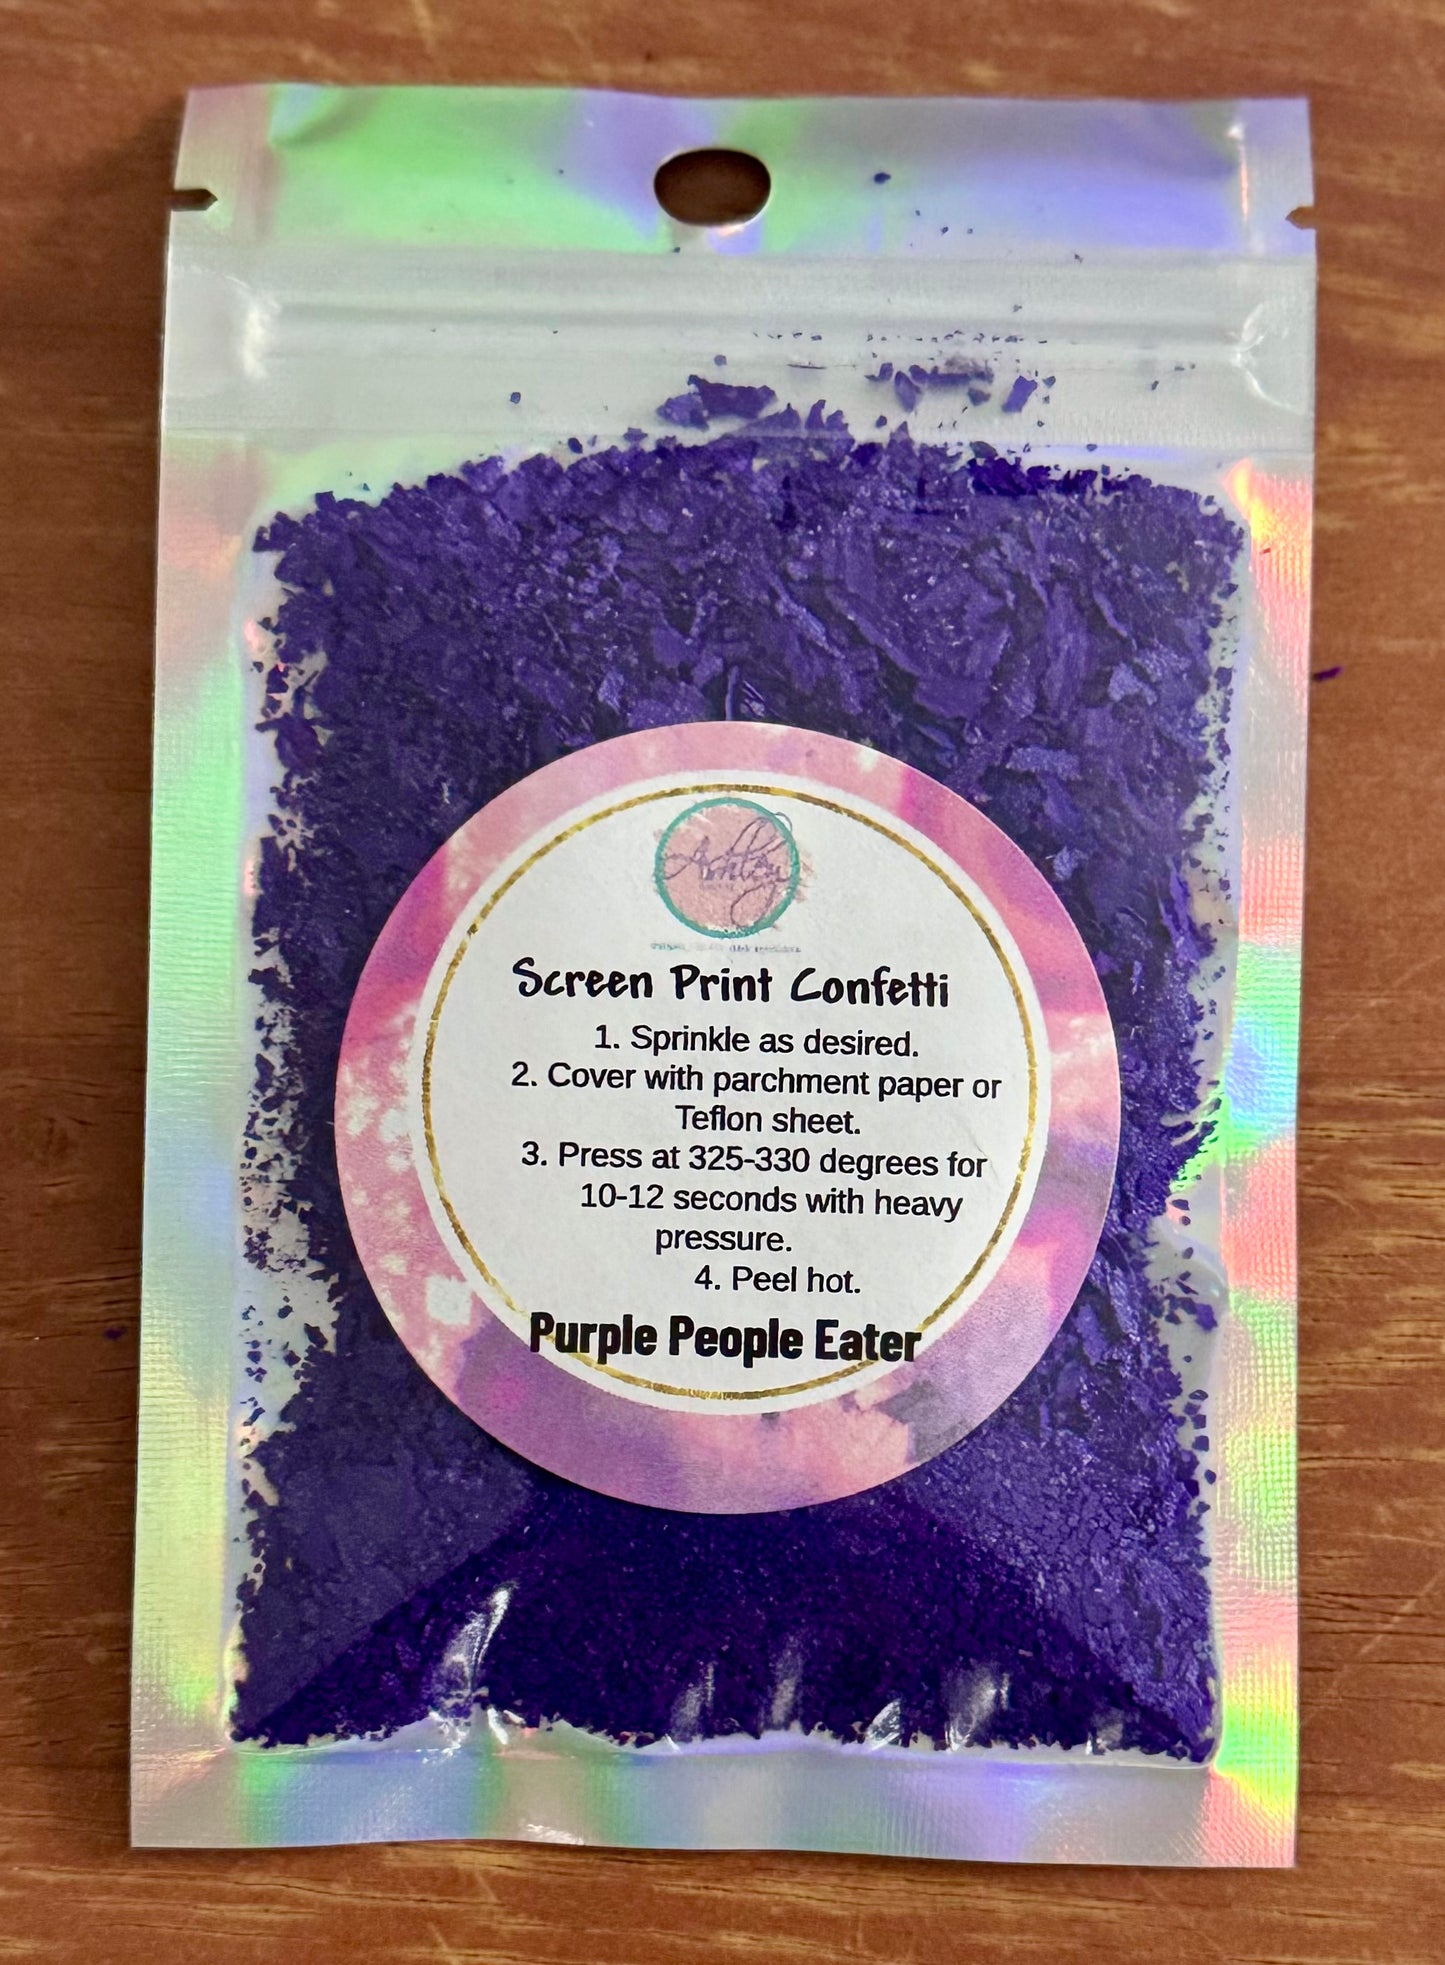 Ashley
Screen Print Confetti
1. Sprinkle as desired.
2. Cover with parchment paper or
Teflon sheet.
3. Press at 325-330 degrees for
10-12 seconds with heavy
pressure.
4. Peel hot.
Purple People Eater